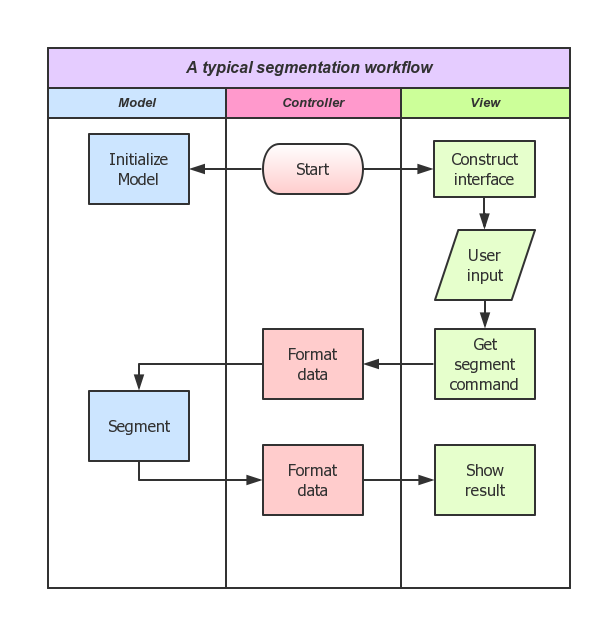 A typical segmentation workflow
Model
Controller
View
Initialize
Model
Start
Construct
interface
User
input
Get
segment
command
Format
data
Segment
Format
data
Show
result